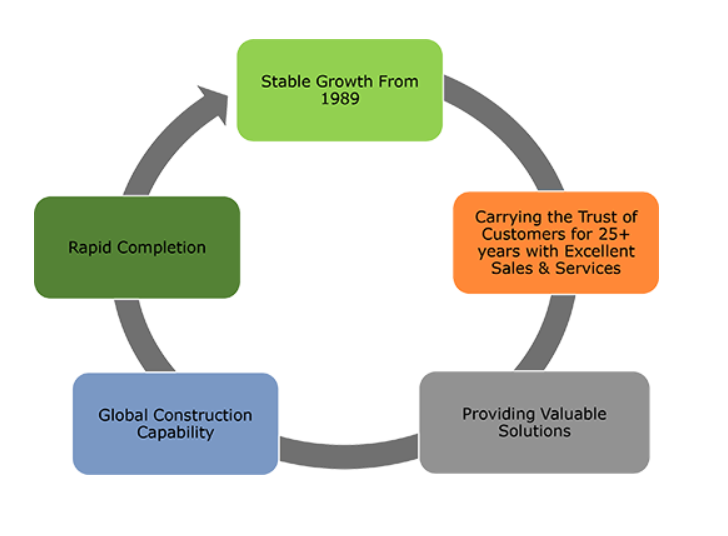 Stable Growth From
1989
Carrying the Trust of
Customers for 25+
years with Excellent
Sales & Services
Providing Valuable
Solutions
Global Construction
Capability
Rapid Completion